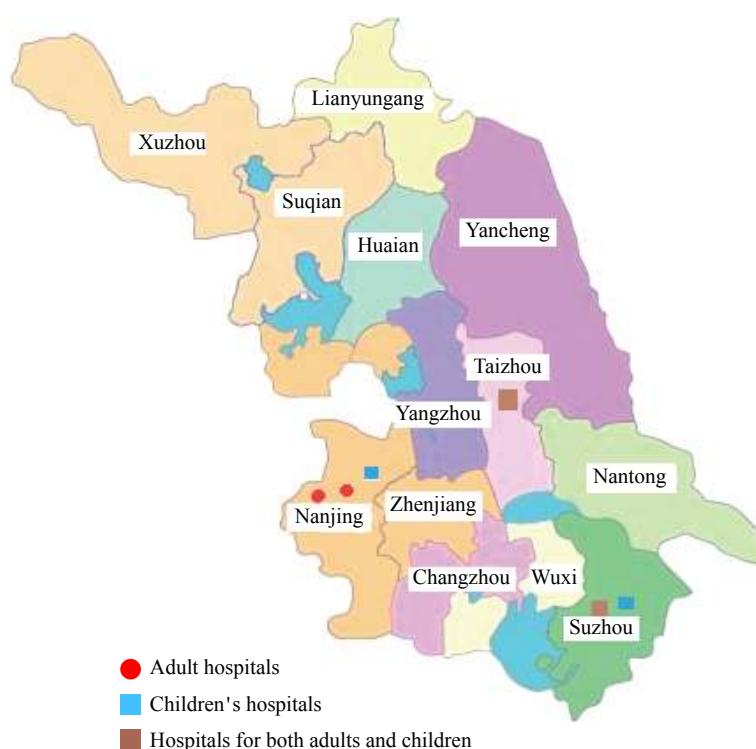 Lianyungang
Xuzhou
Suqian
Yancheng
Huaian
Taizhou
Yangzhou
Nantong
Nanjing
Zhenjiang
Changzhou
Wuxi
Suzhou
Adult hospitals
Children's hospitals
Hospitals for both adults and children